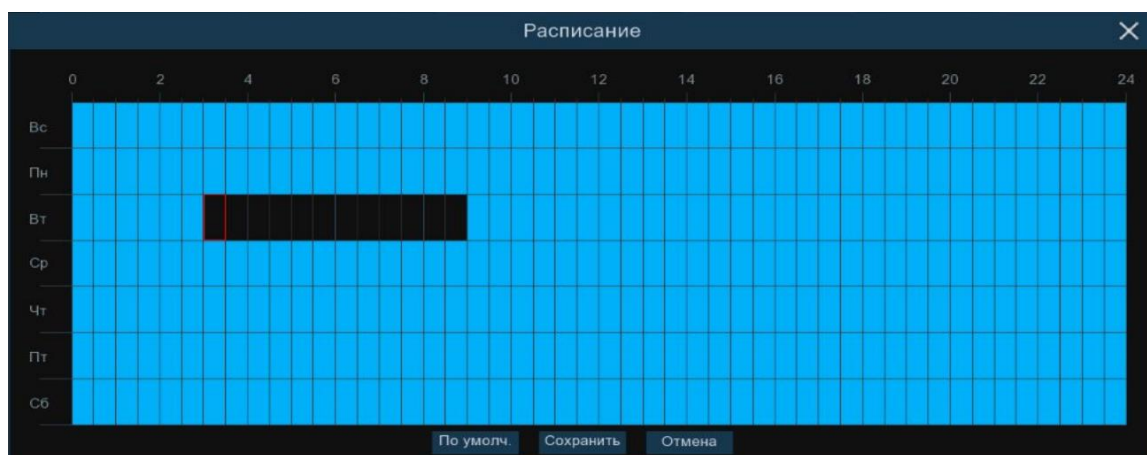 Расписание
0 2 4 6 8 10 12 14 16 18 20 22 24
Вс
Пн
Вт
Ср
Чт
Пт
Сб
По умолч. Сохранить Отмена